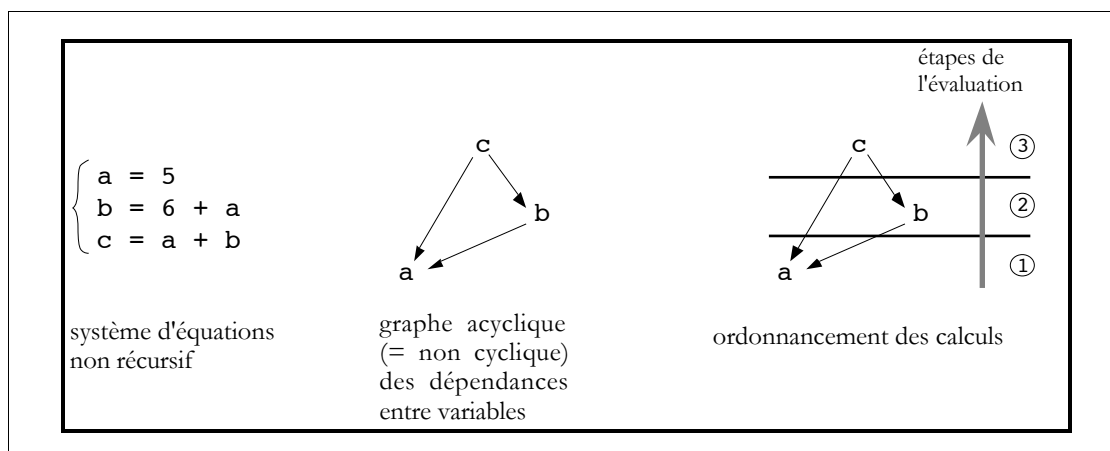 a = 5
b = 6 + a
c = a + b
système d'équations
non récursif
c
b
a
graphe acyclique
(= non cyclique)
des dépendances
entre variables
étapes de
l'évaluation
c
③
b
②
a
①
ordonnancement des calculs